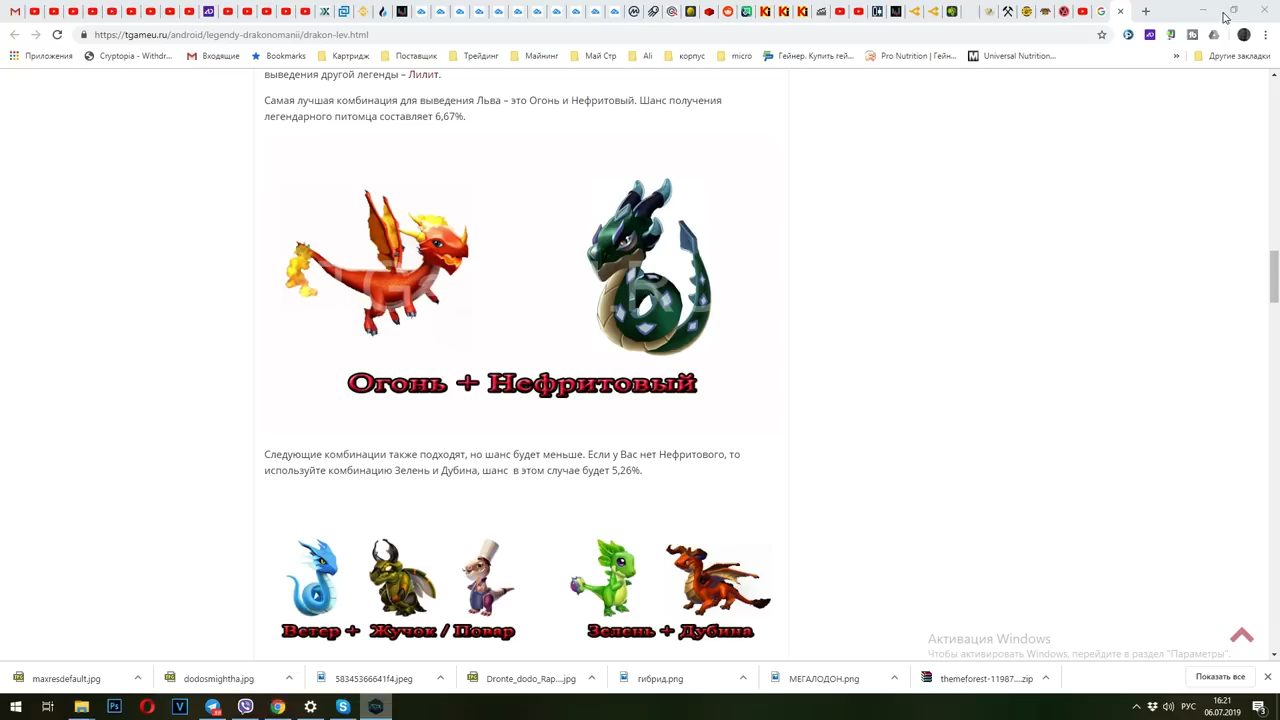 https://tgameu.ru/android/legendy-drakonomanii/drakon-lev.html
Приложения
Cryptopia - Withdr...
Входящие
Bookmarks
Картридж
Поставщик
Трейдинг
Майнинг
Май Стр
Ali
корпус
micro
Гейнер. Купить гей...
Pro Nutrition | Гейн...
Universal Nutrition...
»
Другие закладки
выведения другой легенды – Лилит.
Самая лучшая комбинация для выведения Льва – это Огонь и Нефритовый. Шанс получения
легендарного питомца составляет 6,67%.
Огонь + Нефритовый
Следующие комбинации также подходят, но шанс будет меньше. Если у Вас нет Нефритового, то
используйте комбинацию Зелень и Дубина, шанс в этом случае будет 5,26%.
Ветер + Жучок / Повар
Зелень + Дубина
Активация Windows
Чтобы активировать Windows, перейдите в раздел "Параметры".
maxresdefault.jpg
dodosmightha.jpg
58345366641f4.jpeg
Dronte_dodo_Rap....jpg
гибрид.png
МЕГАЛОДОН.png
themeforest-11987....zip
Показать все
РУС
16:21
06.07.2019